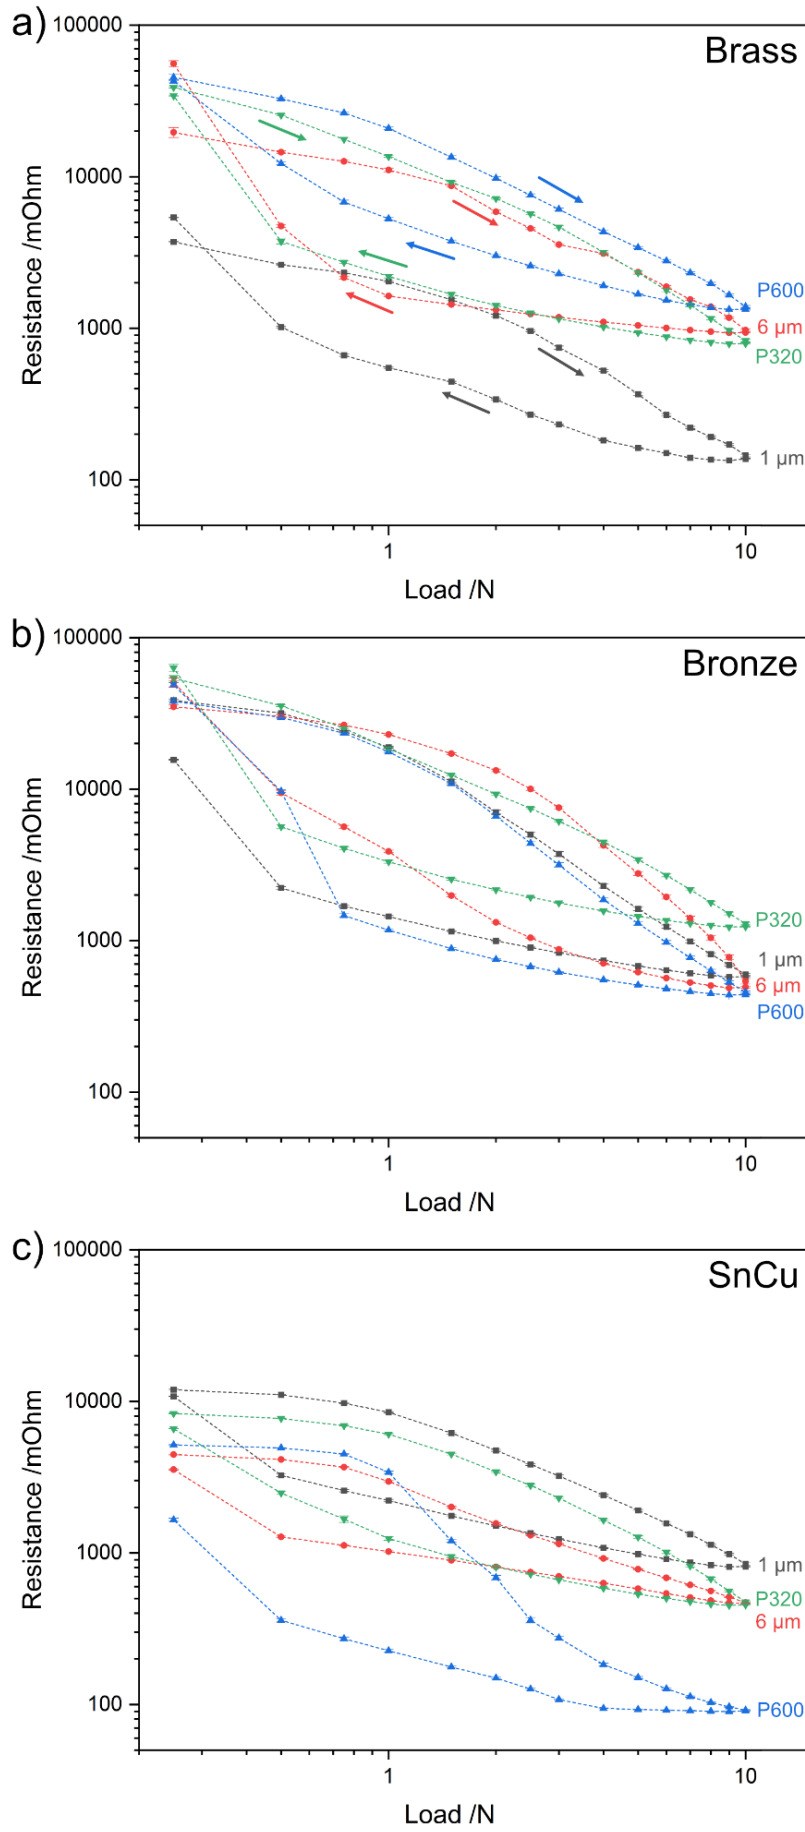 a)
Brass
100000
10000
1000
100
Resistance /mOhm
P600
6 µm
P320
1 µm
1
10
Load /N
b)
Bronze
100000
10000
1000
100
Resistance /mOhm
P320
1 µm
6 µm
P600
1
10
Load /N
c)
SnCu
100000
10000
1000
100
Resistance /mOhm
1 µm
P320
6 µm
P600
1
10
Load /N